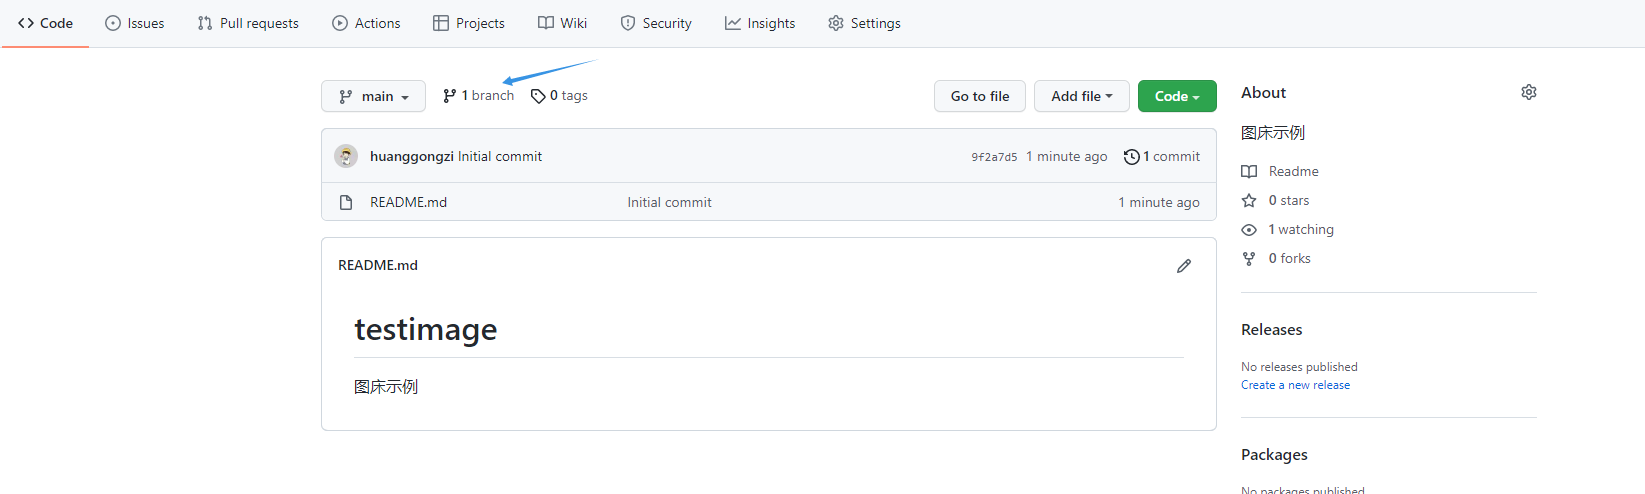 Code Issues Pull requests Actions Projects Wiki Security Insights Settings
main 1 branch 0 tags Go to file Add file Code
huanggongzi Initial commit 9f2a7d5 1 minute ago 1 commit
README.md Initial commit 1 minute ago
README.md
testimage
图床示例
About
图床示例
Readme
0 stars
1 watching
0 forks
Releases
No releases published
Create a new release
Packages
No packages published